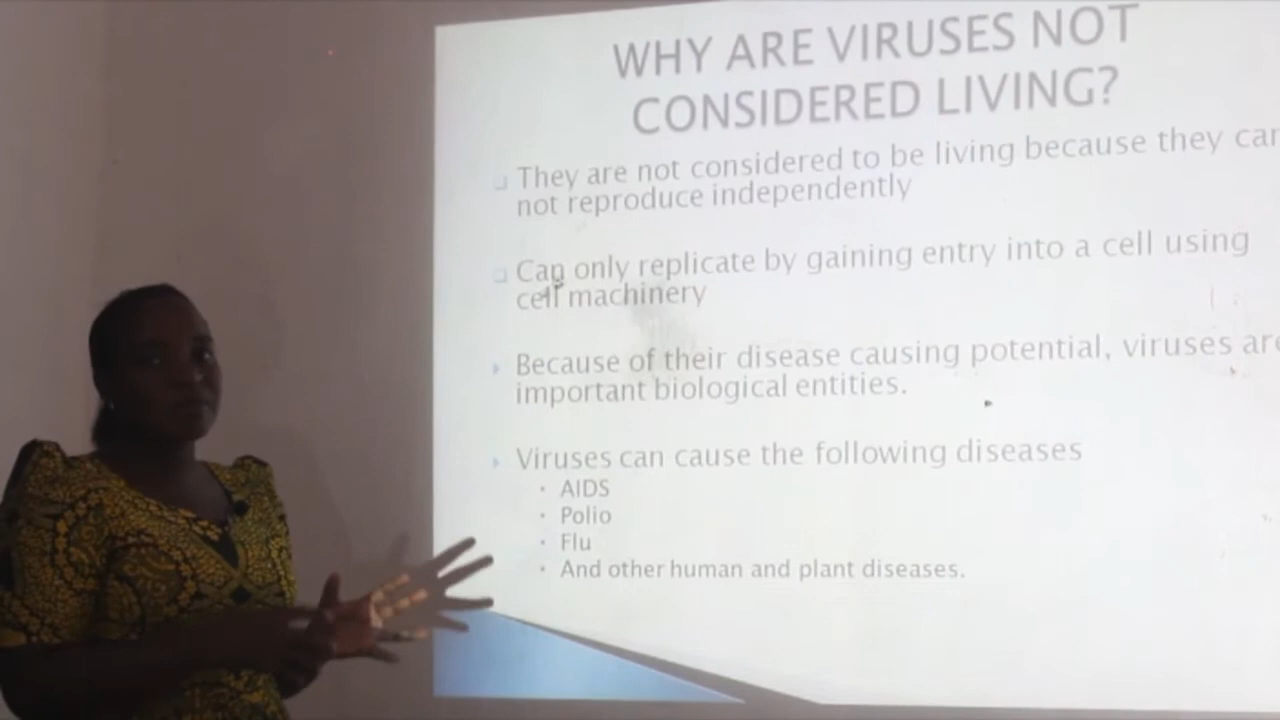 WHY ARE VIRUSES NOT
CONSIDERED LIVING?
They are not considered to be living because they can
not reproduce independently
Can only replicate by gaining entry into a cell using
cell machinery
Because of their disease causing potential, viruses are
important biological entities.
Viruses can cause the following diseases
AIDS
Polio
Flu
And other human and plant diseases.